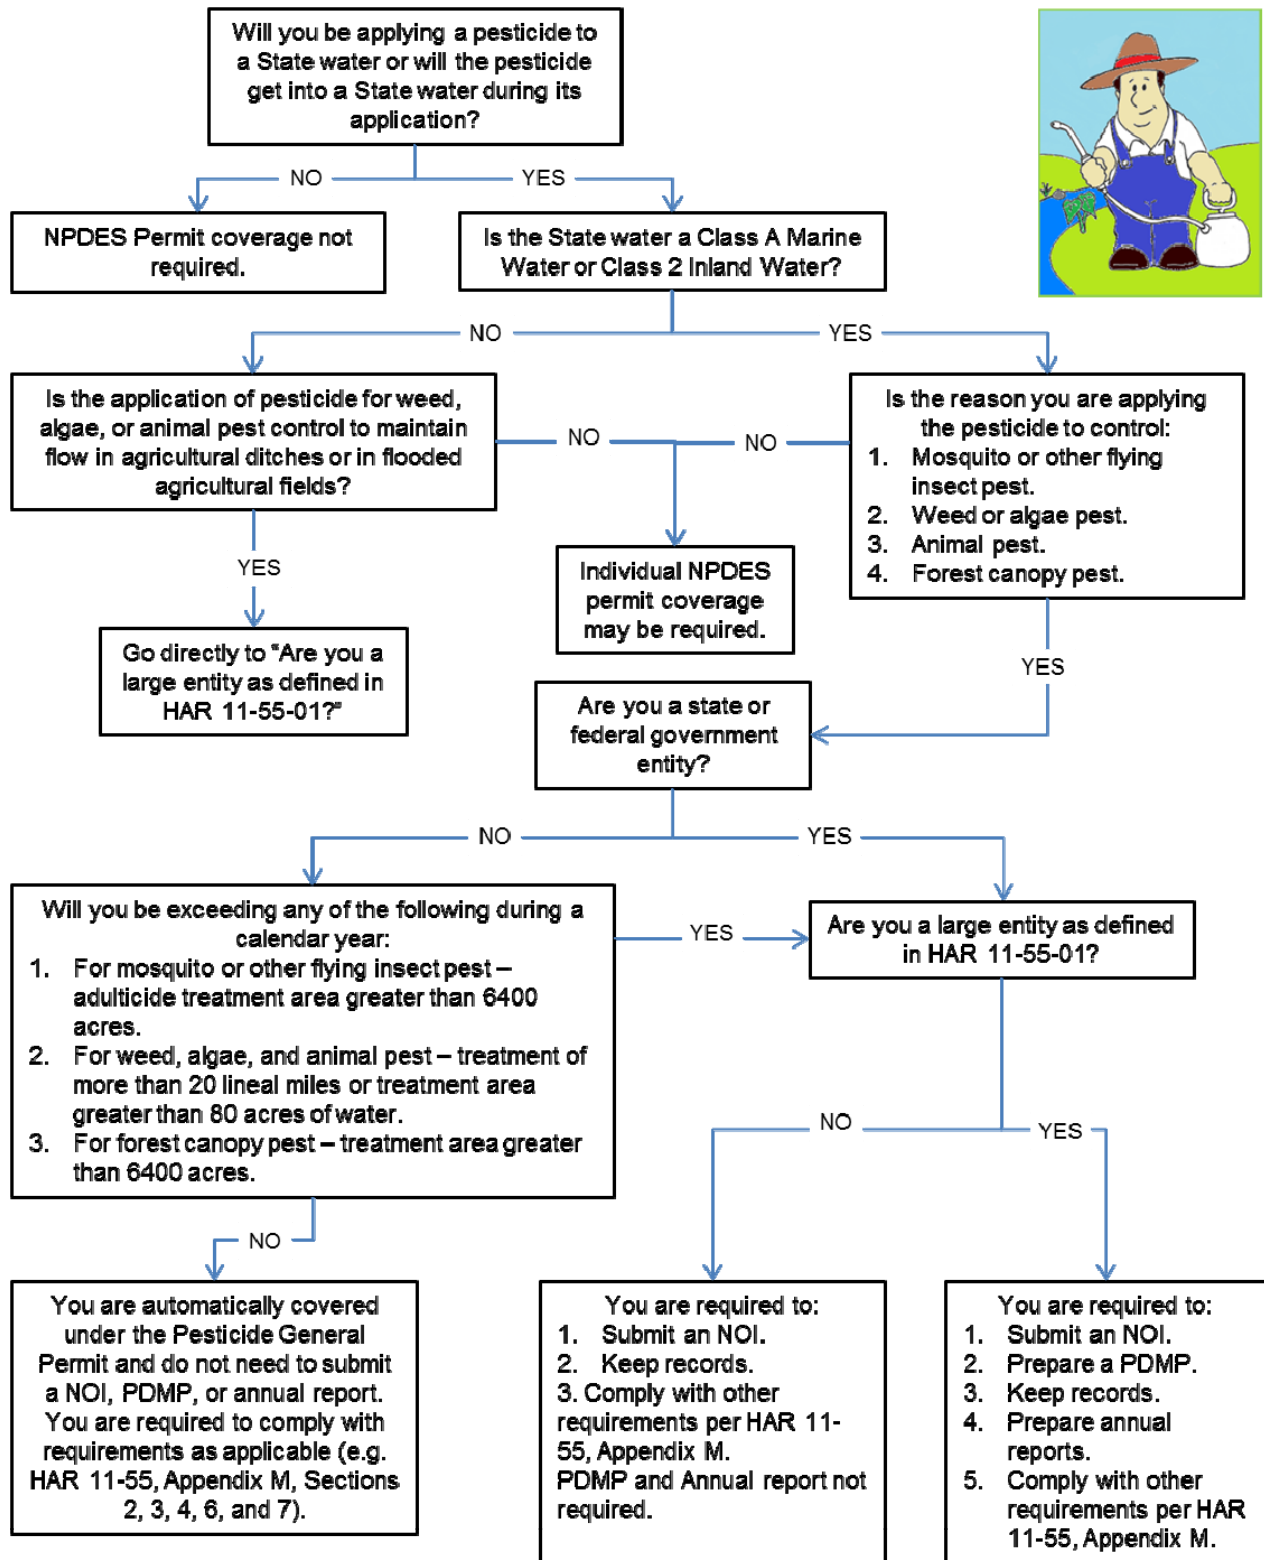 Will you be applying a pesticide to
a State water or will the pesticide
get into a State water during its
application?
NO
YES
NPDES Permit coverage not
required.
Is the State water a Class A Marine
Water or Class 2 Inland Water?
NO
YES
Is the application of pesticide for weed,
algae, or animal pest control to maintain
flow in agricultural ditches or in flooded
agricultural fields?
NO
NO
Is the reason you are applying
the pesticide to control:
1. Mosquito or other flying
insect pest.
2. Weed or algae pest.
3. Animal pest.
4. Forest canopy pest.
YES
Individual NPDES
permit coverage
may be required.
Go directly to "Are you a
large entity as defined in
HAR 11-55-01?"
YES
Are you a state or
federal government
entity?
NO
YES
Will you be exceeding any of the following during a
calendar year:
1. For mosquito or other flying insect pest –
adulticide treatment area greater than 6400
acres.
2. For weed, algae, and animal pest – treatment of
more than 20 lineal miles or treatment area
greater than 80 acres of water.
3. For forest canopy pest – treatment area greater
than 6400 acres.
YES
Are you a large entity as defined
in HAR 11-55-01?
NO
YES
NO
You are automatically covered
under the Pesticide General
Permit and do not need to submit
a NOI, PDMP, or annual report.
You are required to comply with
requirements as applicable (e.g.
HAR 11-55, Appendix M, Sections
2, 3, 4, 6, and 7).
You are required to:
1. Submit an NOI.
2. Keep records.
3. Comply with other
requirements per HAR 11-
55, Appendix M.
PDMP and Annual report not
required.
You are required to:
1. Submit an NOI.
2. Prepare a PDMP.
3. Keep records.
4. Prepare annual
reports.
5. Comply with other
requirements per HAR
11-55, Appendix M.